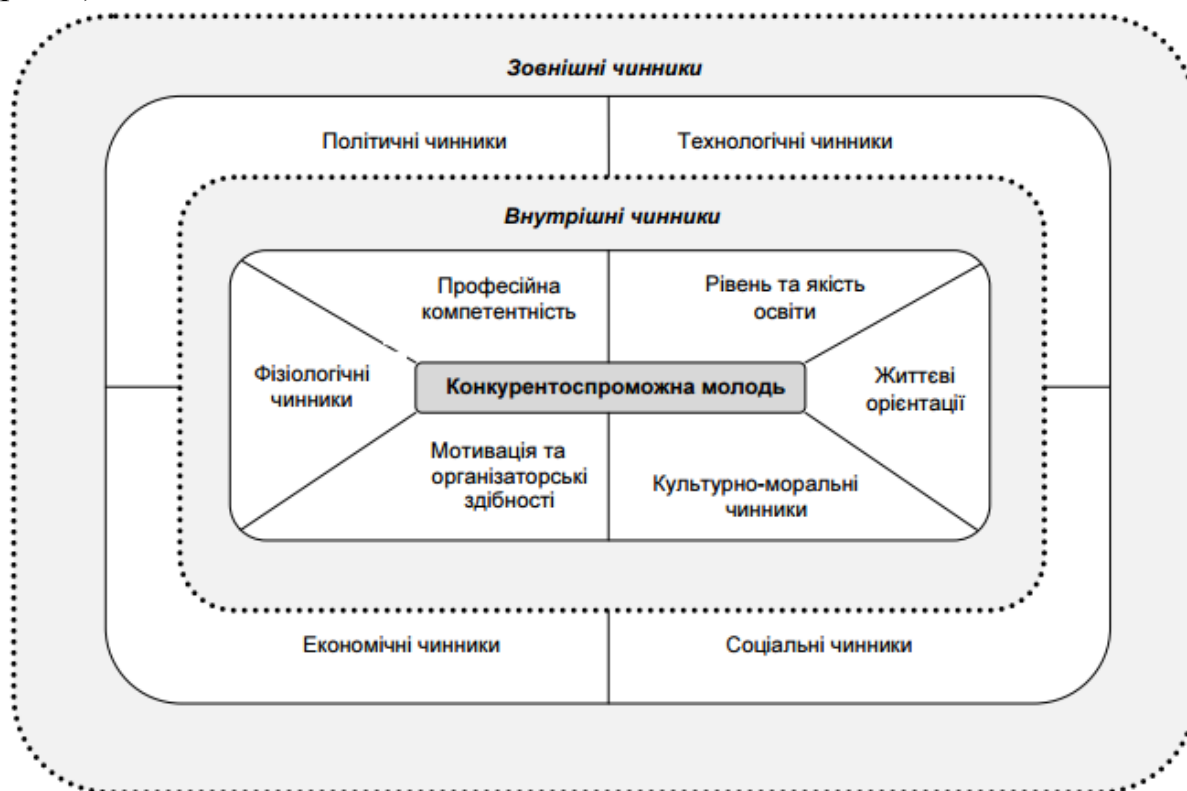 Зовнішні чинники
Політичні чинники
Технологічні чинники
Внутрішні чинники
Професійна
компетентність
Рівень та якість
освіти
Фізіологічні
чинники
Конкурентоспроможна молодь
Життєві
орієнтації
Мотивація та
організаторські
здібності
Культурно-моральні
чинники
Економічні чинники
Соціальні чинники